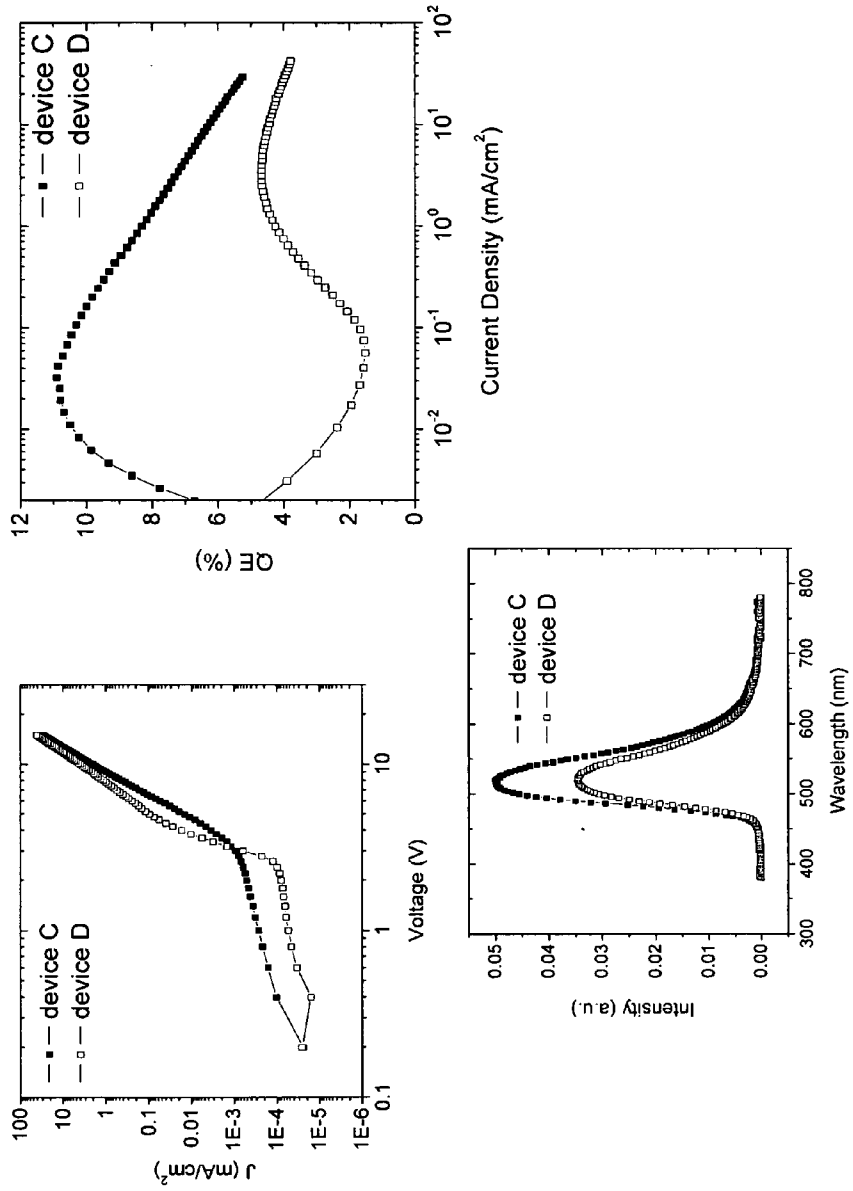 device C
device D
100
10
1
0.1
0.01
1E-3
1E-4
1E-5
1E-6
J (mA/cm²)
0.1
1
10
Voltage (V)
device C
device D
12
10
8
6
4
2
0
QE (%)
10⁻²
10⁻¹
10⁰
10¹
10²
Current Density (mA/cm²)
device C
device D
0.05
0.04
0.03
0.02
0.01
0.00
Intensity (a.u.)
300
400
500
600
700
800
Wavelength (nm)